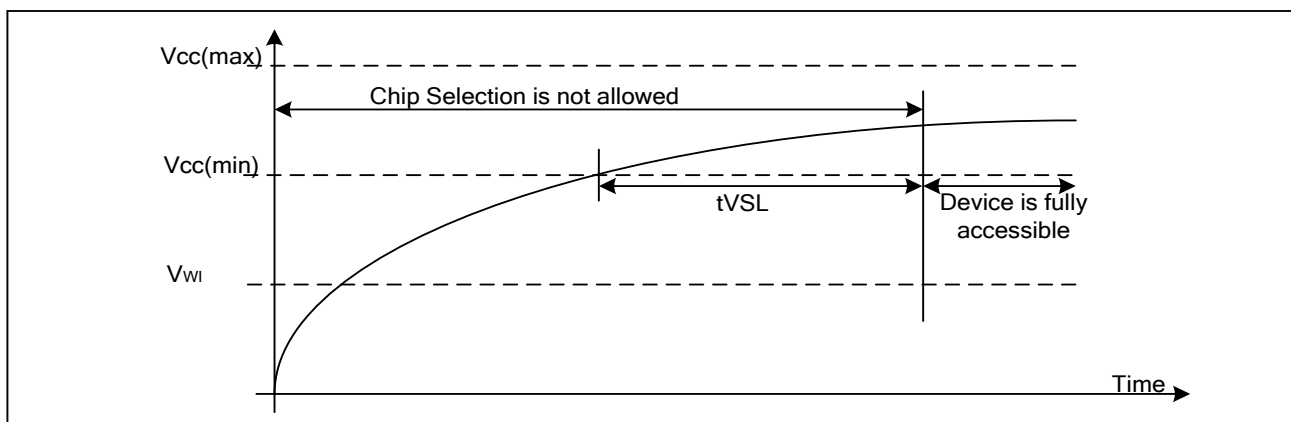 Vcc(max)
Chip Selection is not allowed
Vcc(min)
tVSL
Device is fully
accessible
VWI
Time